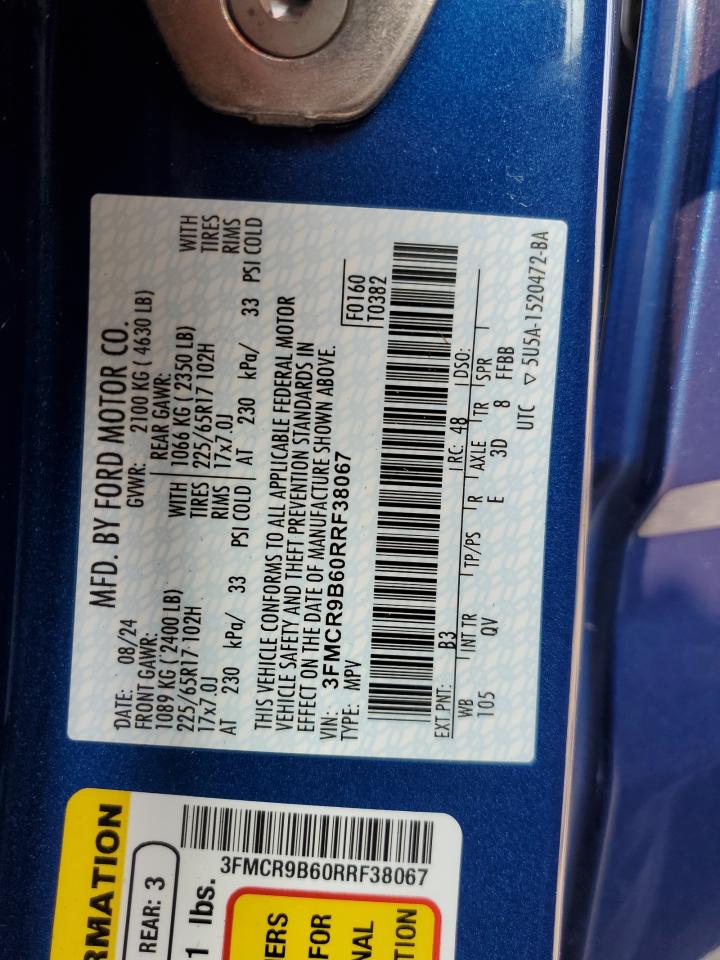 MFD. BY FORD MOTOR CO.
DATE: 08/24 GVWR: 2100 KG ( 4630 LB)
FRONT GAWR: REAR GAWR:
1089 KG ( 2400 LB) WITH 1066 KG ( 2350 LB) WITH
225/65R17 102H TIRES 225/65R17 102H TIRES
17x7.0J RIMS 17x7.0J RIMS
AT 230 kPa/ 33 PSI COLD AT 230 kPa/ 33 PSI COLD
THIS VEHICLE CONFORMS TO ALL APPLICABLE FEDERAL MOTOR
VEHICLE SAFETY AND THEFT PREVENTION STANDARDS IN
EFFECT ON THE DATE OF MANUFACTURE SHOWN ABOVE.
VIN: 3FMCR9B60RRF38067 F0160
TYPE: MPV T0382
EXT PNT: B3 RC: 48 DSO:
WB INT TR TP/PS R AXLE TR SPR
105 QV E 3D 8 FFBB
UTC ▽ 5U5A-1520472-BA
RMATION
REAR: 3
1 lbs.
3FMCR9B60RRF38067
ERS
FOR
NAL
TION